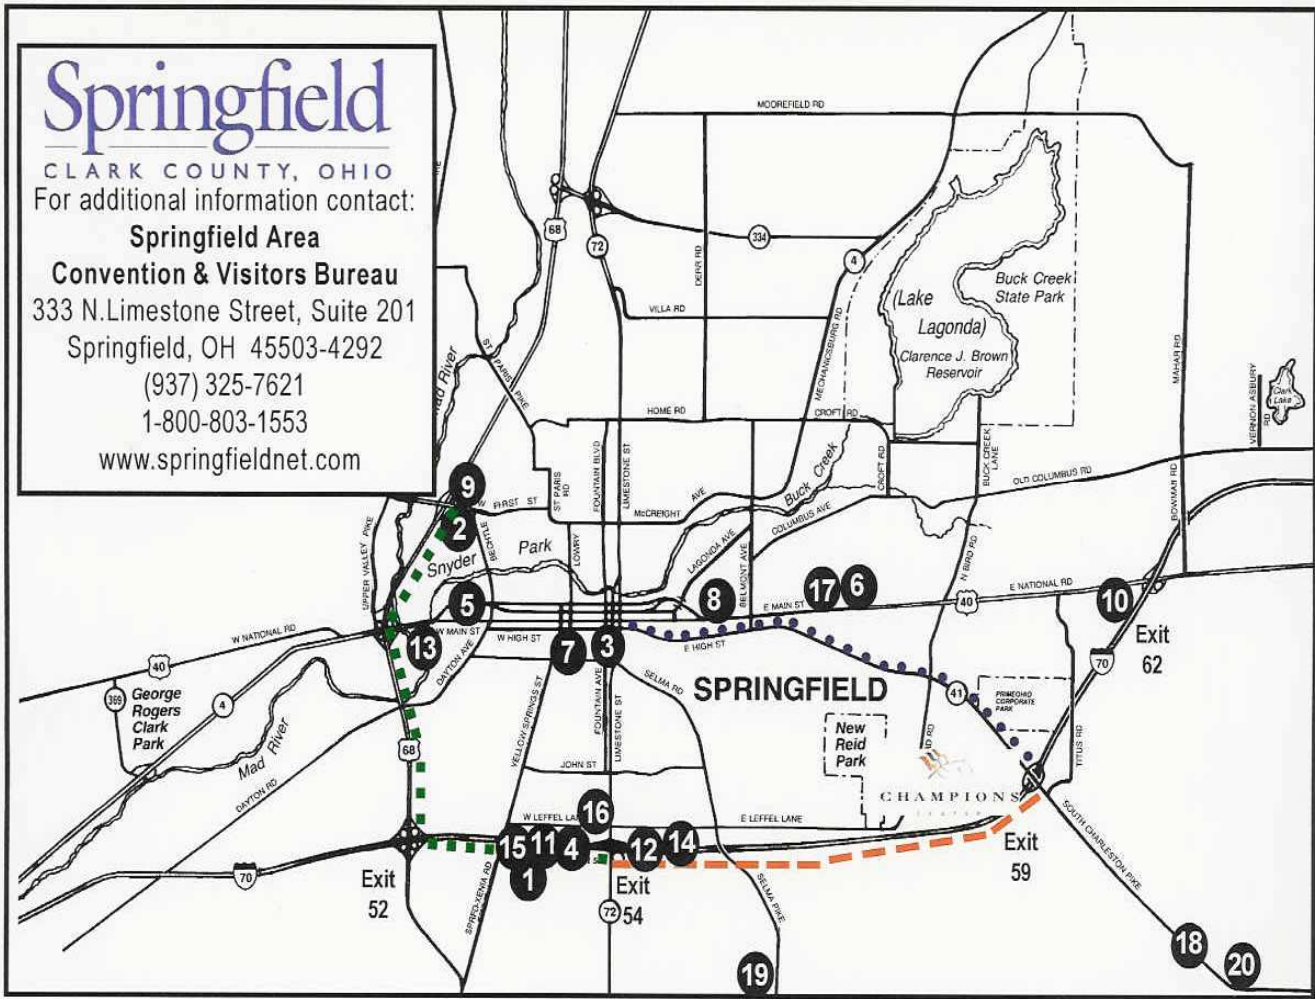 Springfield
CLARK COUNTY, OHIO
For additional information contact:
Springfield Area
Convention & Visitors Bureau
333 N.Limestone Street, Suite 201
Springfield, OH 45503-4292
(937) 325-7621
1-800-803-1553
www.springfieldnet.com
MOOREFIELD RD
68
72
334
4
DERR RD
VILLA RD
MECHANICSBURG RD
(Lake
Lagonda)
Clarence J. Brown
Reservoir
Buck Creek
State Park
MAHAR RD
VERNON ASBURY
RD
Clark
Lake
ST PARIS PIKE
Mad River
HOME RD
CROFT RD
FOUNTAIN BLVD
LIMESTONE ST
ST PARIS
RD
CROFT RD
BUCK CREEK
LANE
OLD COLUMBUS RD
BOWMAN RD
Buck Creek
9
W FIRST ST
2
McCREIGHT
AVE
COLUMBUS AVE
UPPER VALLEY PIKE
BECHTLE
Snyder
Park
LOWRY
LAGONDA AVE
BELMONT AVE
N BIRD RD
E NATIONAL RD
40
5
8
17
6
10
E MAIN ST
Exit
62
70
W NATIONAL RD
40
13
W MAIN ST
W HIGH ST
7
3
E HIGH ST
DAYTON AVE
SELMA RD
SPRINGFIELD
41
PRIMEOHIO
CORPORATE
PARK
TITUS RD
369
George
Rogers
Clark
Park
4
Mad River
DAYTON RD
68
YELLOW SPRINGS ST
FOUNTAIN AVE
LIMESTONE ST
JOHN ST
New
Reid
Park
RD
CHAMPIONS
W LEFFEL LA
16
E LEFFEL LANE
15
11
4
12
14
1
Exit
52
70
Exit
54
72
Exit
59
SOUTH CHARLESTON PIKE
SPRFD-XENIA RD
SELMA PIKE
19
18
20